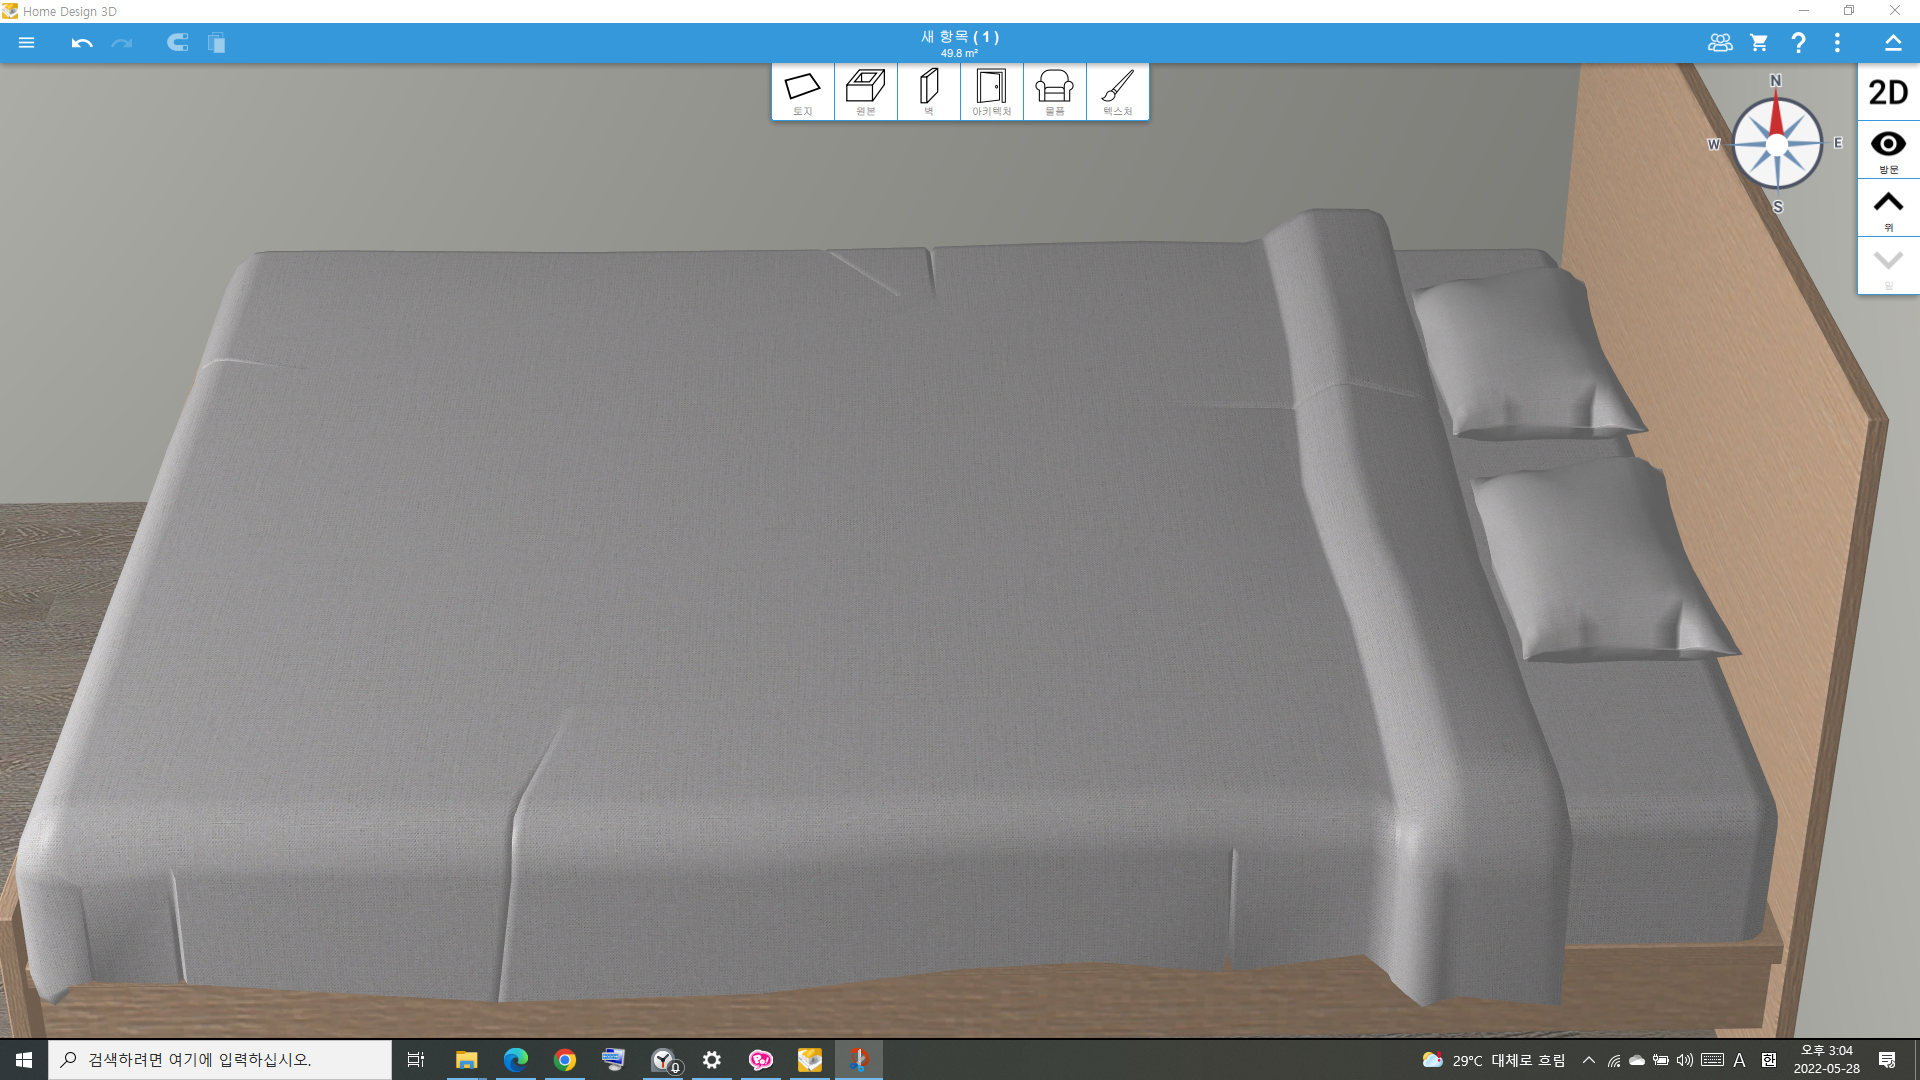 Home Design 3D
새 항목 ( 1 )
49.8 m²
토지
원본
벽
아키텍처
물품
텍스처
N
W
E
S
2D
방문
위
밑
검색하려면 여기에 입력하십시오.
29°C 대체로 흐림
A
한
오후 3:04
2022-05-28